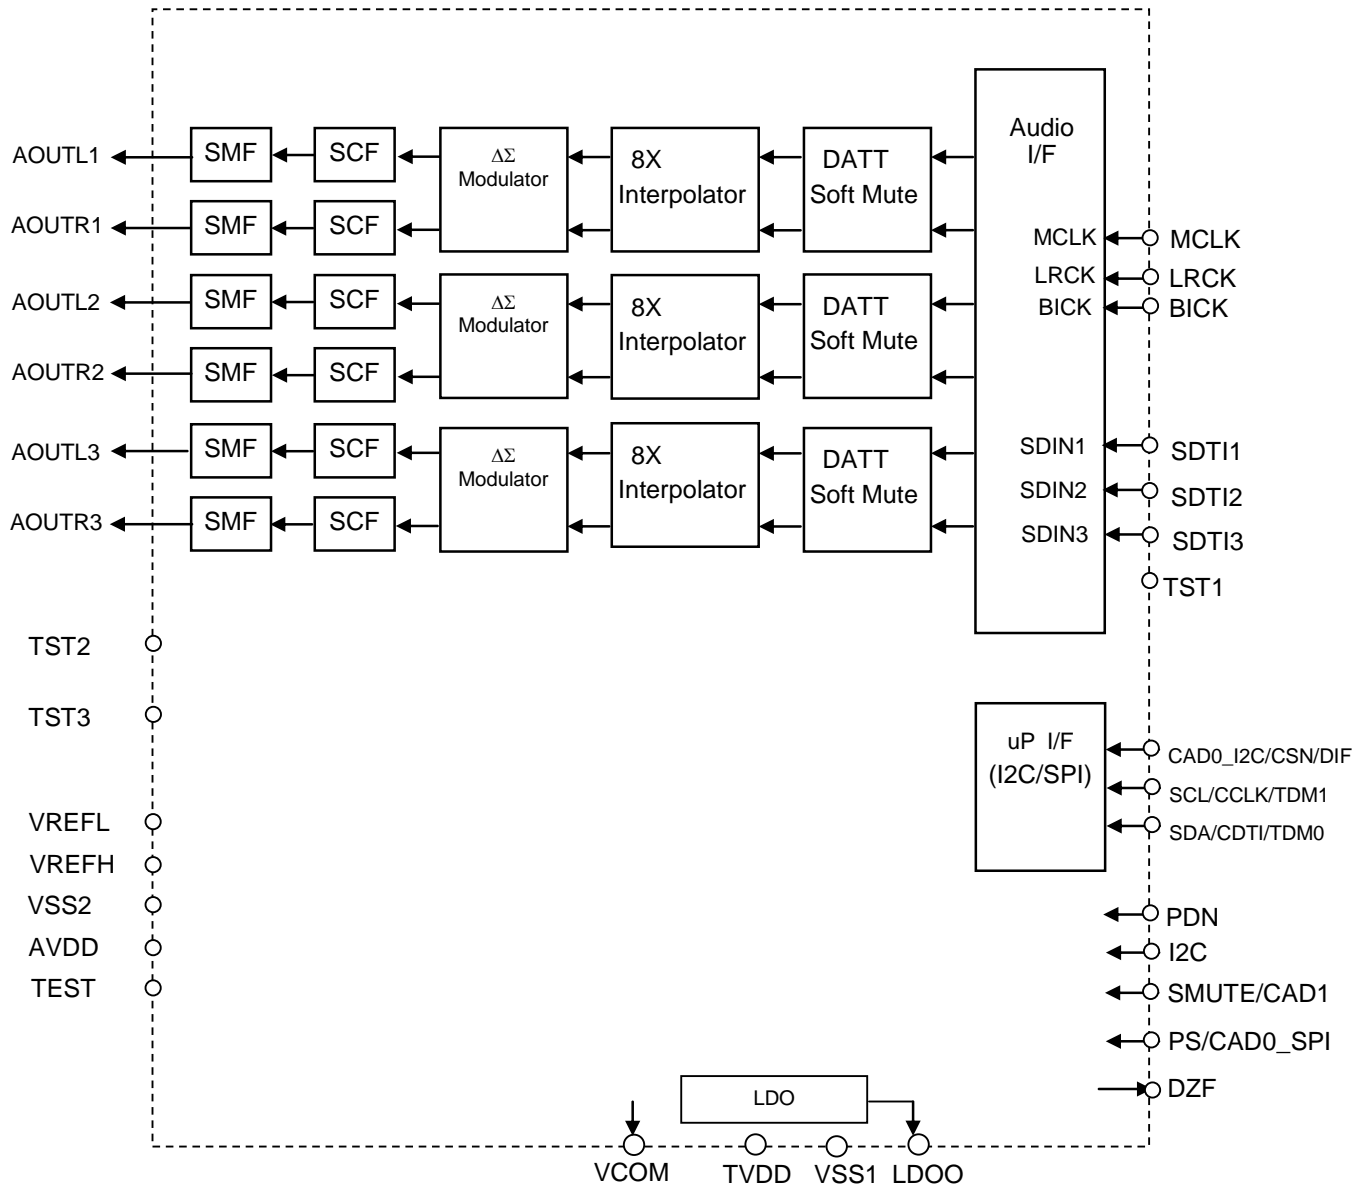 Audio
I/F
AOUTL1
SMF
SCF
ΔΣ
Modulator
8X
Interpolator
DATT
Soft Mute
AOUTR1
SMF
SCF
MCLK
MCLK
LRCK
LRCK
BICK
BICK
AOUTL2
SMF
SCF
ΔΣ
Modulator
8X
Interpolator
DATT
Soft Mute
AOUTR2
SMF
SCF
AOUTL3
SMF
SCF
ΔΣ
Modulator
8X
Interpolator
DATT
Soft Mute
SDIN1
SDTI1
SDIN2
SDTI2
AOUTR3
SMF
SCF
SDIN3
SDTI3
TST1
TST2
TST3
uP I/F
(I2C/SPI)
CAD0_I2C/CSN/DIF
SCL/CCLK/TDM1
SDA/CDTI/TDM0
VREFL
VREFH
VSS2
AVDD
TEST
PDN
I2C
SMUTE/CAD1
PS/CAD0_SPI
DZF
LDO
VCOM
TVDD
VSS1
LDOO